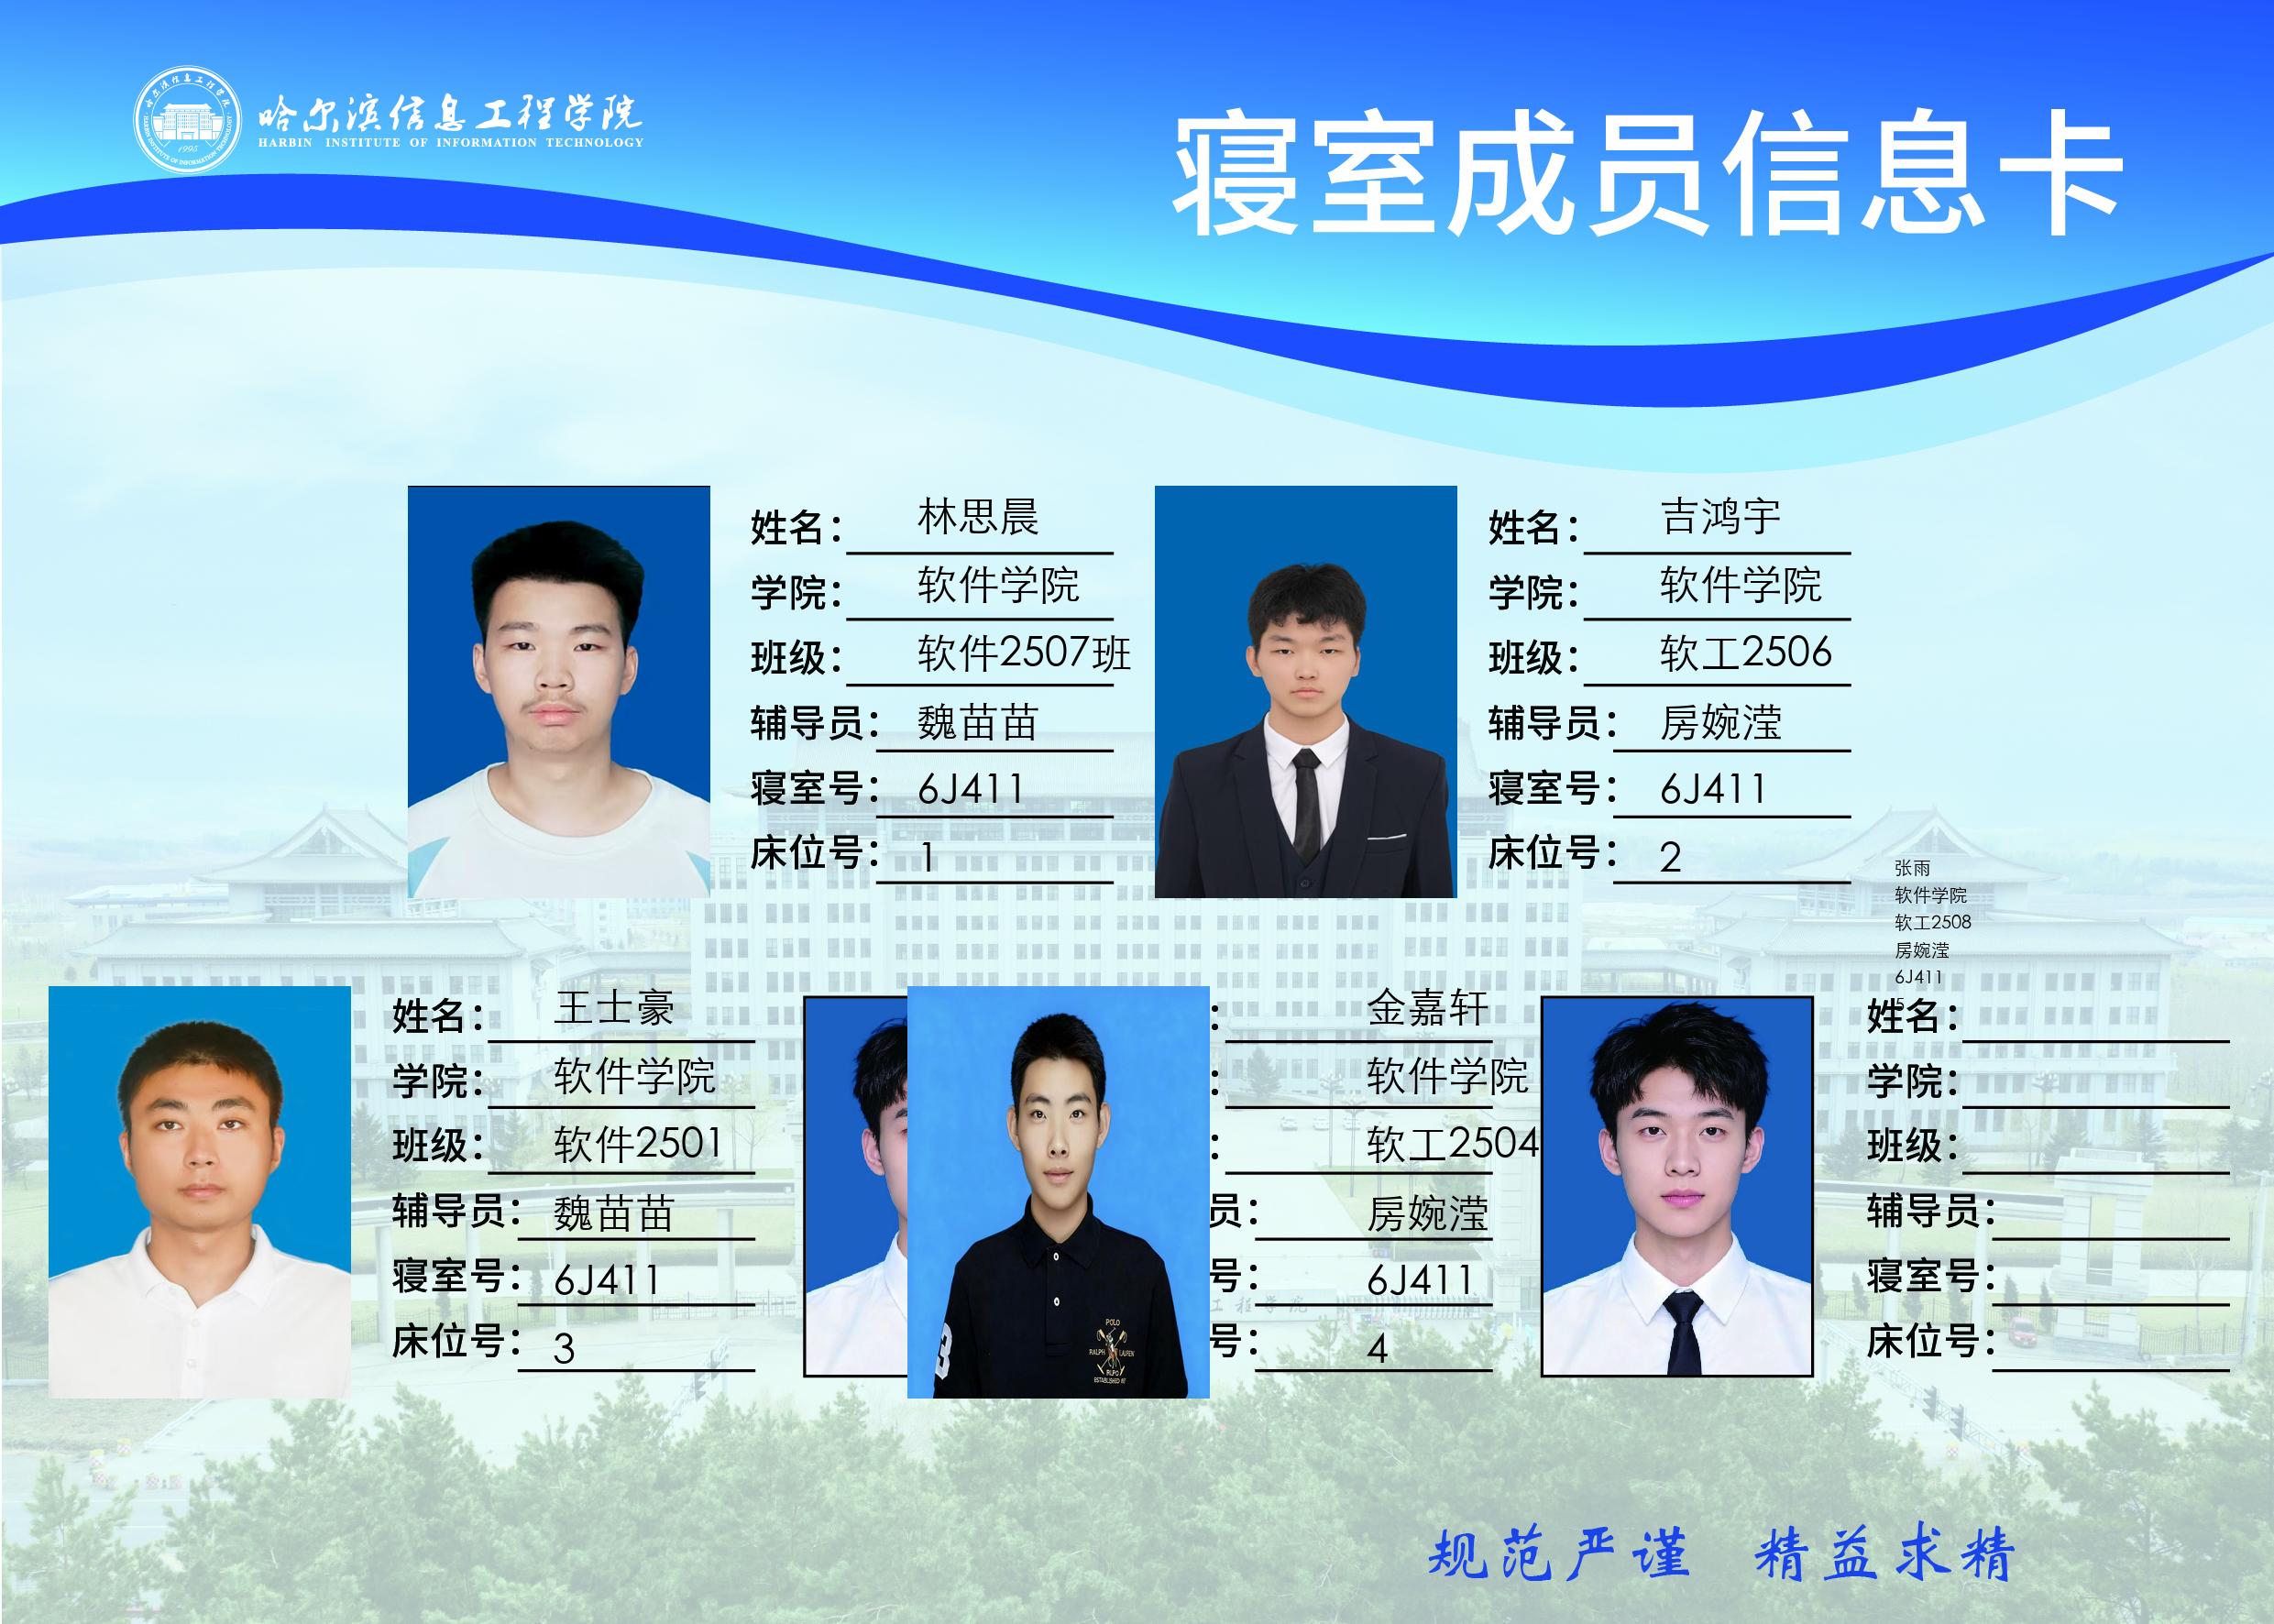 哈尔滨信息工程学院
HARBIN INSTITUTE OF INFORMATION TECHNOLOGY
1995
寝室成员信息卡
姓名： 林思晨
学院： 软件学院
班级： 软件2507班
辅导员： 魏苗苗
寝室号： 6J411
床位号： 1
姓名： 吉鸿宇
学院： 软件学院
班级： 软工2506
辅导员： 房婉滢
寝室号： 6J411
床位号： 2
张雨
软件学院
软工2508
房婉滢
6J411
5
姓名： 王士豪
学院： 软件学院
班级： 软件2501
辅导员： 魏苗苗
寝室号： 6J411
床位号： 3
： 金嘉轩
： 软件学院
： 软工2504
员： 房婉滢
号： 6J411
号： 4
POLO
RALPH LAUREN
3
姓名：
学院：
班级：
辅导员：
寝室号：
床位号：
规范严谨 精益求精